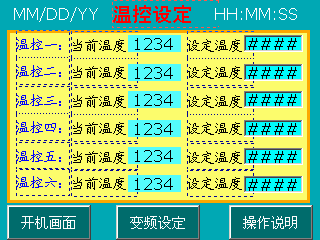 MM/DD/YY 温控设定 HH:MM:SS
温控一: 当前温度 1234 设定温度 ####
温控二: 当前温度 1234 设定温度 ####
温控三: 当前温度 1234 设定温度 ####
温控四: 当前温度 1234 设定温度 ####
温控五: 当前温度 1234 设定温度 ####
温控六: 当前温度 1234 设定温度 ####
开机画面 变频设定 操作说明